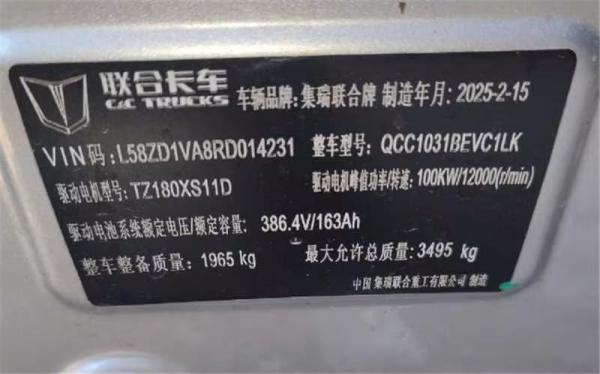 联合卡车 车辆品牌: 集瑞联合牌 制造年月: 2025-2-15
C&C TRUCKS
VIN码: L58ZD1VA8RD014231 整车型号: QCC1031BEVC1LK
驱动电机型号: TZ180XS11D 驱动电机峰值功率/转速: 100KW/12000(r/min)
驱动电池系统额定电压/额定容量: 386.4V/163Ah
整车整备质量: 1965 kg 最大允许总质量: 3495 kg
中国 集瑞联合重工有限公司 制造